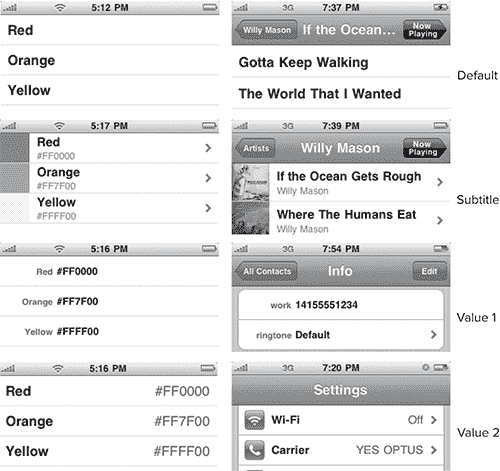 5:12 PM
Red
Orange
Yellow
3G 7:37 PM
Willy Mason If the Ocean... Now Playing
Gotta Keep Walking
The World That I Wanted
Default
5:17 PM
Red
#FF0000
Orange
#FF7F00
Yellow
#FFFF00
3G 7:39 PM
Artists Willy Mason Now Playing
If the Ocean Gets Rough
Willy Mason
Where The Humans Eat
Willy Mason
Subtitle
5:16 PM
Red #FF0000
Orange #FF7F00
Yellow #FFFF00
3G 7:54 PM
All Contacts Info Edit
work 14155551234
ringtone Default
Value 1
5:16 PM
Red #FF0000
Orange #FF7F00
Yellow #FFFF00
3G 7:20 PM
Settings
Wi-Fi Off
Carrier YES OPTUS
Value 2